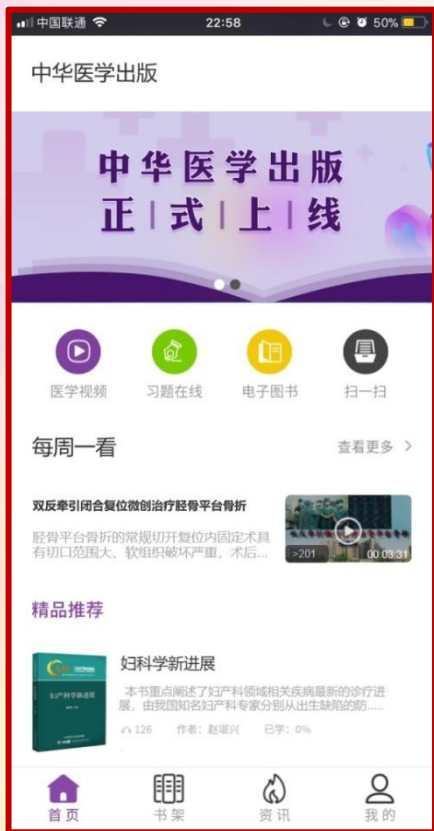 中国联通 22:58 50%
中华医学出版
中华医学出版
正式上线
医学视频 习题在线 电子图书 扫一扫
每周一看 查看更多 >
双反牵引闭合复位微创治疗胫骨平台骨折
胫骨平台骨折的常规切开复位内固定术具
有切口范围大、软组织破坏严重，术后...
>201 00:03:31
精品推荐
妇产科学新进展
妇科学新进展
本书重点阐述了妇产科领域相关疾病最新的诊疗进
展，由我国知名妇产科专家分别从出生缺陷的防.....
126 作者：赵堪兴 已学：0%
首页 书架 资讯 我的